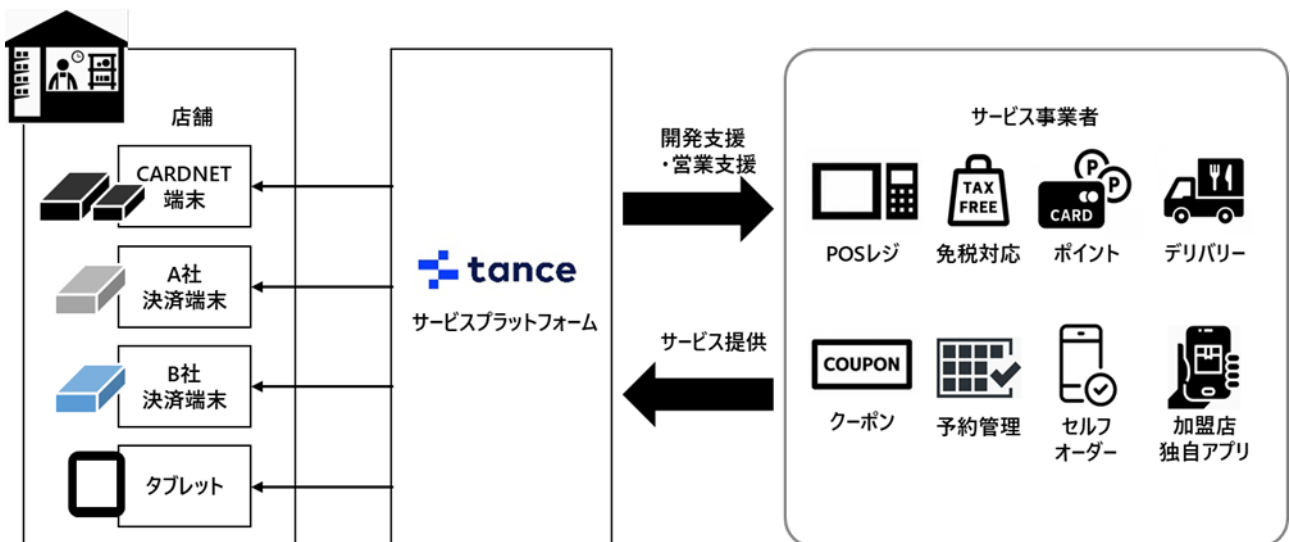 店舗
CARDNET
端末
A社
決済端末
B社
決済端末
タブレット
tance
サービスプラットフォーム
開発支援
・営業支援
サービス提供
サービス事業者
TAX
FREE
P
P
CARD
POSレジ
免税対応
ポイント
デリバリー
COUPON
クーポン
予約管理
セルフ
オーダー
加盟店
独自アプリ